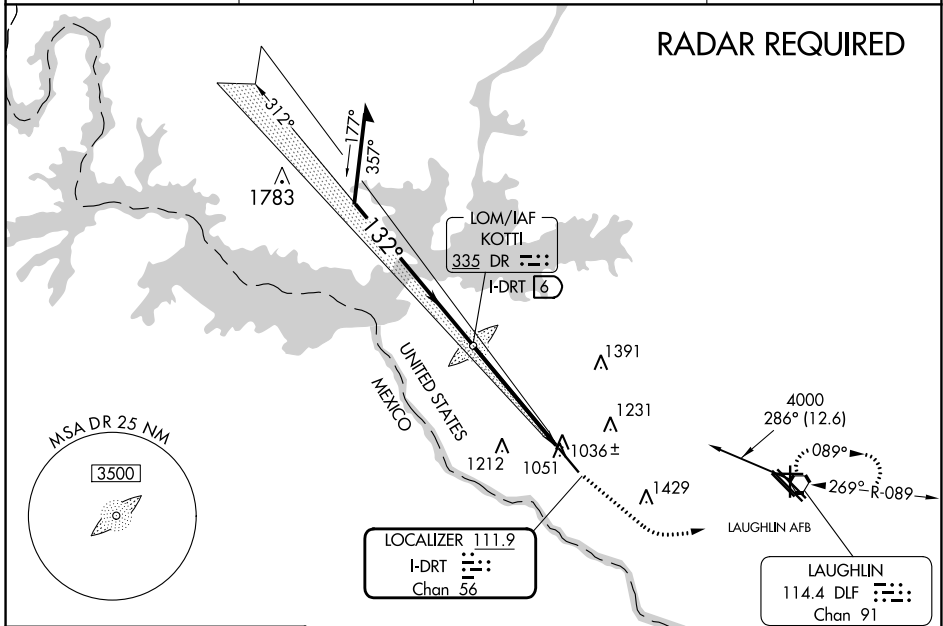 RADAR REQUIRED
312°
177°
357°
1783
132°
LOM/IAF
KOTTI
335 DR
I-DRT 6
UNITED STATES
MEXICO
1391
1231
1212
1051
1036±
1429
4000
286° (12.6)
089°
269°
R-089
LAUGHLIN AFB
MSA DR 25 NM
3500
LOCALIZER 111.9
I-DRT
Chan 56
LAUGHLIN
114.4 DLF
Chan 91